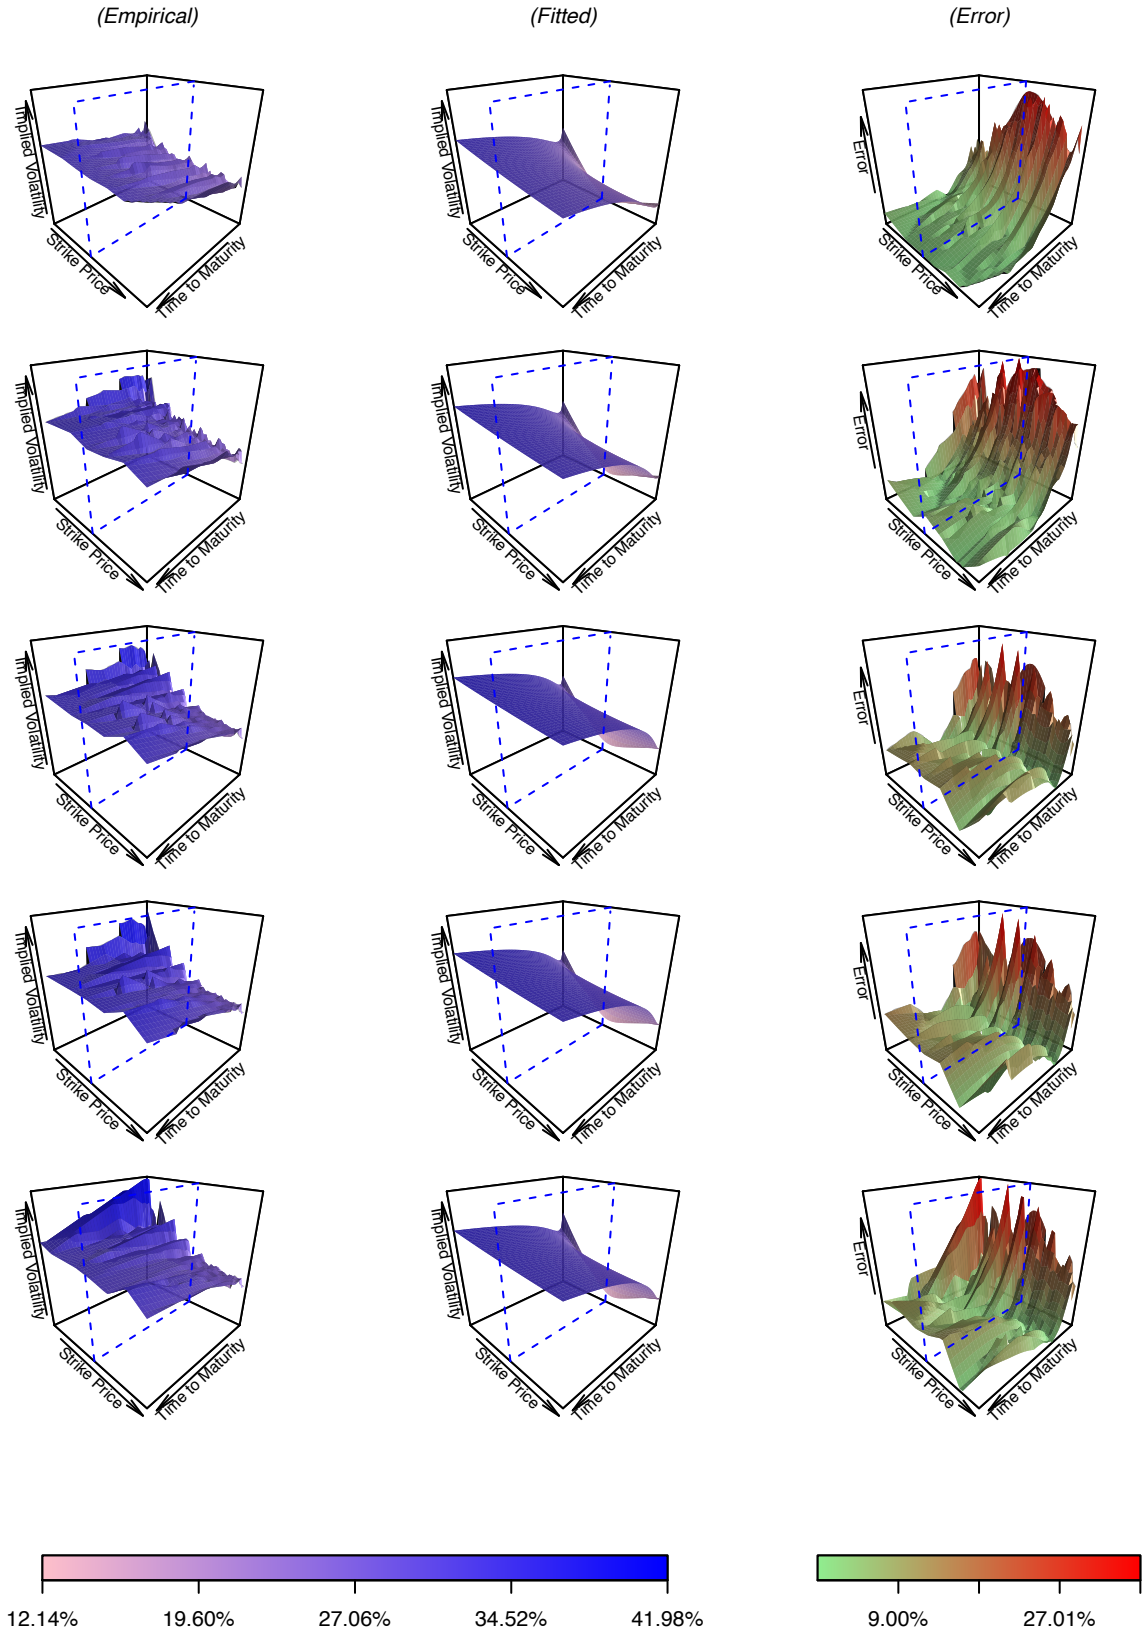 (Empirical) (Fitted) (Error)
Implied Volatility Strike Price Time to Maturity Implied Volatility Strike Price Time to Maturity Error Strike Price Time to Maturity
Implied Volatility Strike Price Time to Maturity Implied Volatility Strike Price Time to Maturity Error Strike Price Time to Maturity
Implied Volatility Strike Price Time to Maturity Implied Volatility Strike Price Time to Maturity Error Strike Price Time to Maturity
Implied Volatility Strike Price Time to Maturity Implied Volatility Strike Price Time to Maturity Error Strike Price Time to Maturity
Implied Volatility Strike Price Time to Maturity Implied Volatility Strike Price Time to Maturity Error Strike Price Time to Maturity
12.14% 19.60% 27.06% 34.52% 41.98% 9.00% 27.01%